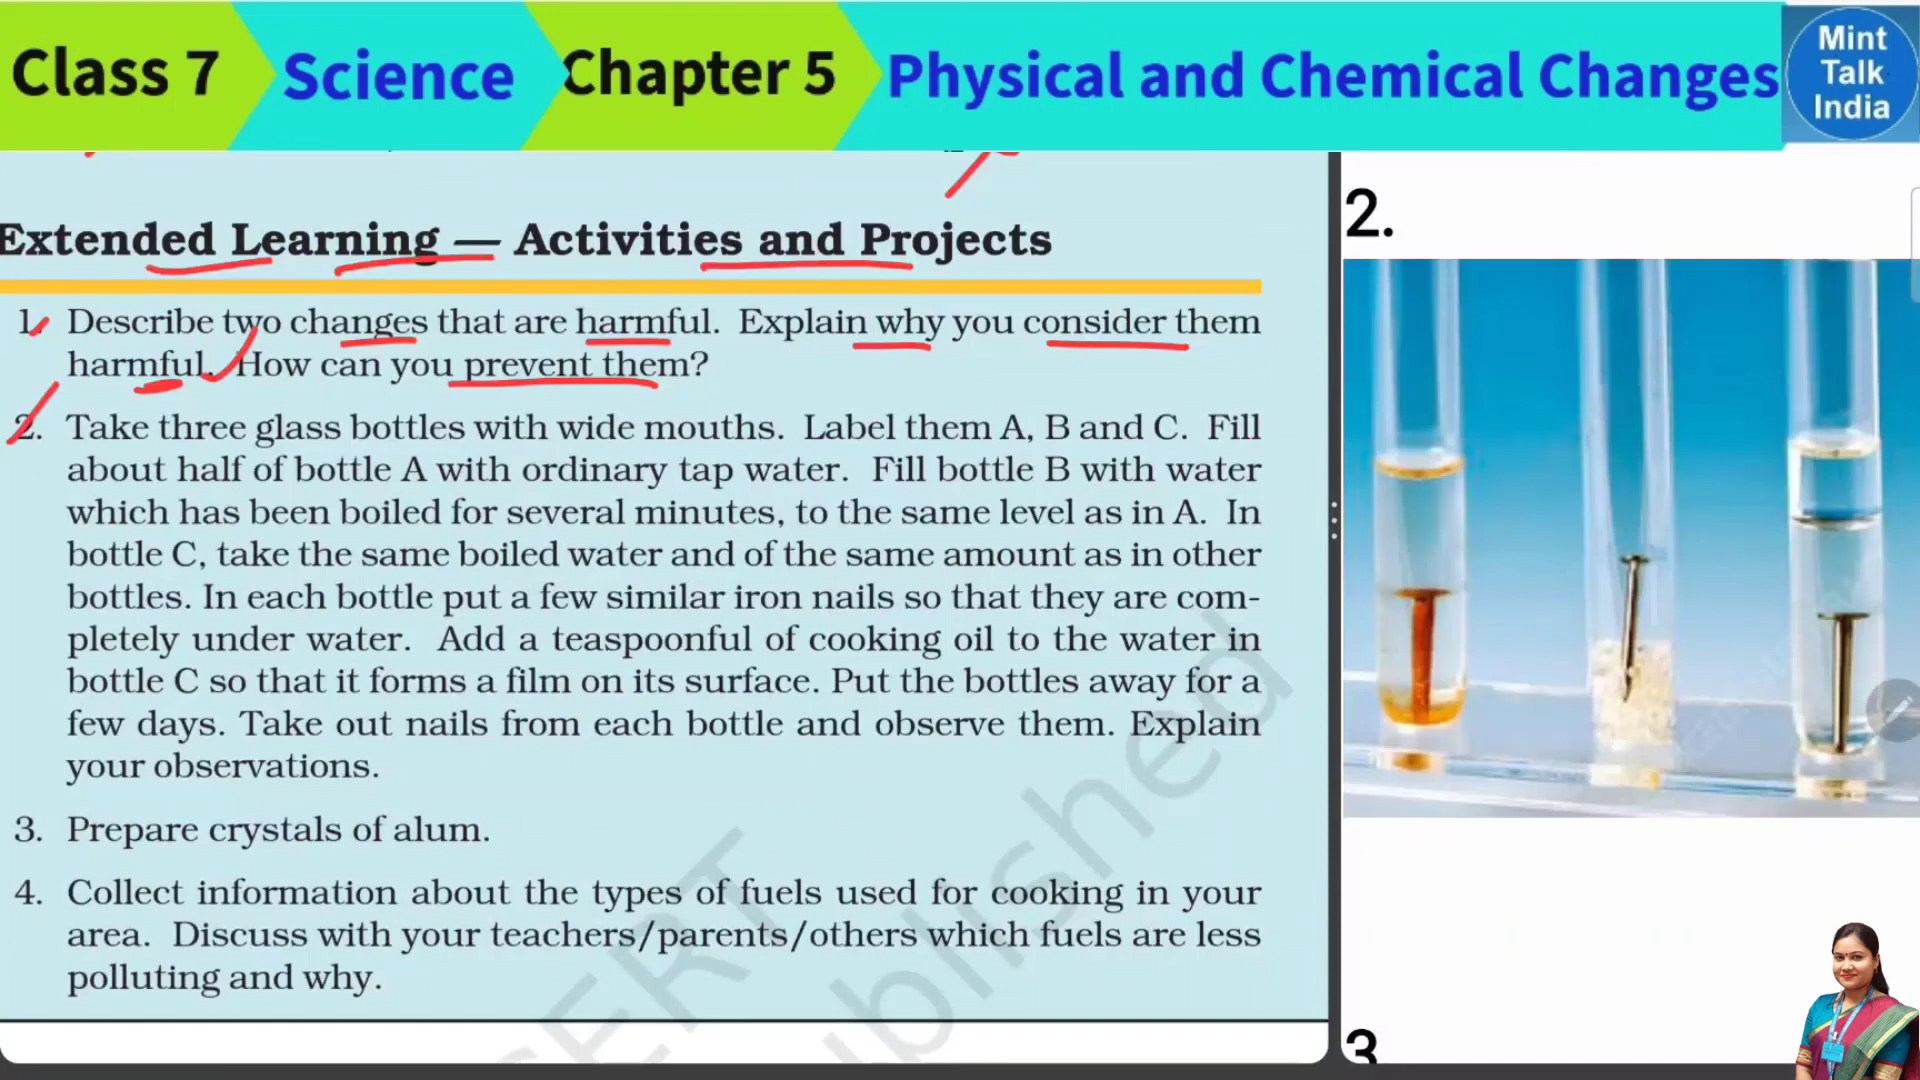 Class 7 Science Chapter 5 Physical and Chemical Changes
Mint
Talk
India
Extended Learning — Activities and Projects
1. Describe two changes that are harmful. Explain why you consider them
harmful. How can you prevent them?
2. Take three glass bottles with wide mouths. Label them A, B and C. Fill
about half of bottle A with ordinary tap water. Fill bottle B with water
which has been boiled for several minutes, to the same level as in A. In
bottle C, take the same boiled water and of the same amount as in other
bottles. In each bottle put a few similar iron nails so that they are com-
pletely under water. Add a teaspoonful of cooking oil to the water in
bottle C so that it forms a film on its surface. Put the bottles away for a
few days. Take out nails from each bottle and observe them. Explain
your observations.
3. Prepare crystals of alum.
4. Collect information about the types of fuels used for cooking in your
area. Discuss with your teachers/parents/others which fuels are less
polluting and why.
2.
3